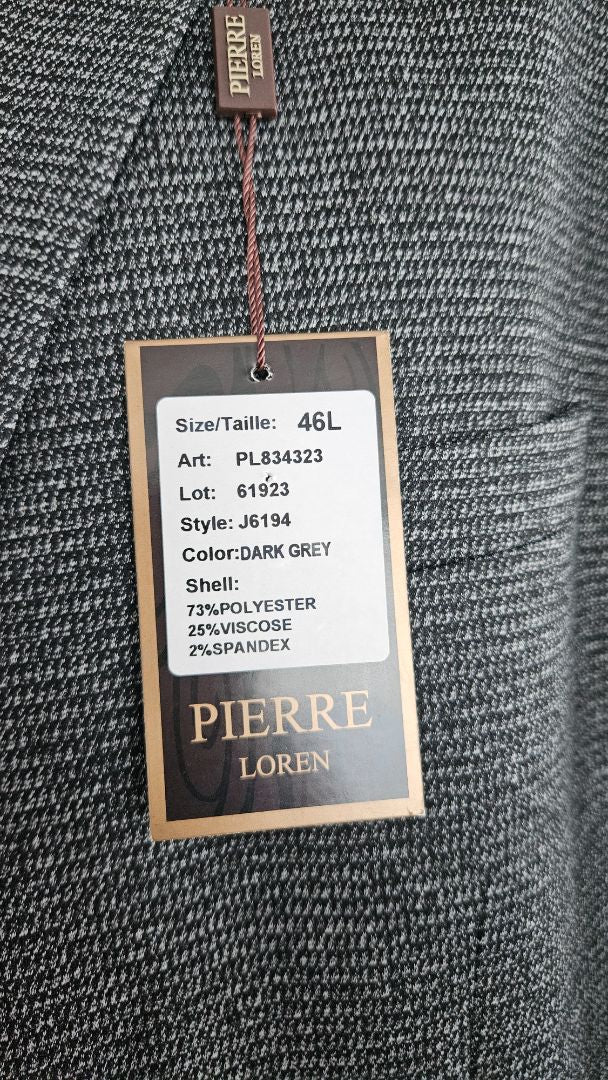 PIERRE
LOREN
Size/Taille: 46L
Art: PL834323
Lot: 61923
Style: J6194
Color:DARK GREY
Shell:
73%POLYESTER
25%VISCOSE
2%SPANDEX
PIERRE
LOREN